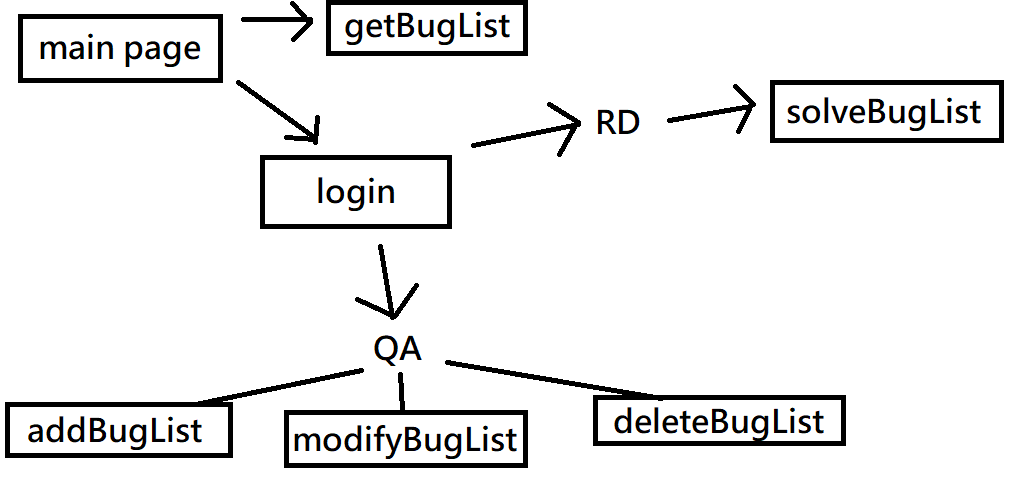 main page
getBugList
login
RD
solveBugList
QA
addBugList
modifyBugList
deleteBugList